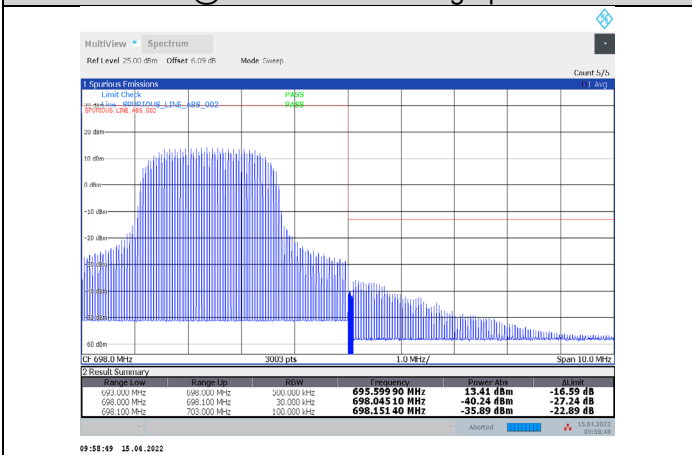 MultiView Spectrum
Ref Level 25.00 dBm Offset 6.09 dB Mode Sweep
Count 5/5
1 Spurious Emissions
1 Avg
Limit Check PASS
Line SPURIOUS_LINE_ABS_002 PASS
SPURIOUS_LINE_ABS_002
20 dBm
10 dBm
0 dBm
-10 dBm
-20 dBm
CF 698.0 MHz 3003 pts 1.0 MHz/ Span 10.0 MHz
2 Result Summary
Range Low Range Up RBW Frequency Power Abs ΔLimit
693.000 MHz 698.000 MHz 500.000 kHz 695.599 90 MHz 13.41 dBm -16.59 dB
698.000 MHz 698.100 MHz 30.000 kHz 698.045 10 MHz -40.24 dBm -27.24 dB
698.100 MHz 703.000 MHz 100.000 kHz 698.151 40 MHz -35.89 dBm -22.89 dB
Aborted 15.04.2022
09:58:48
09:58:49 15.04.2022